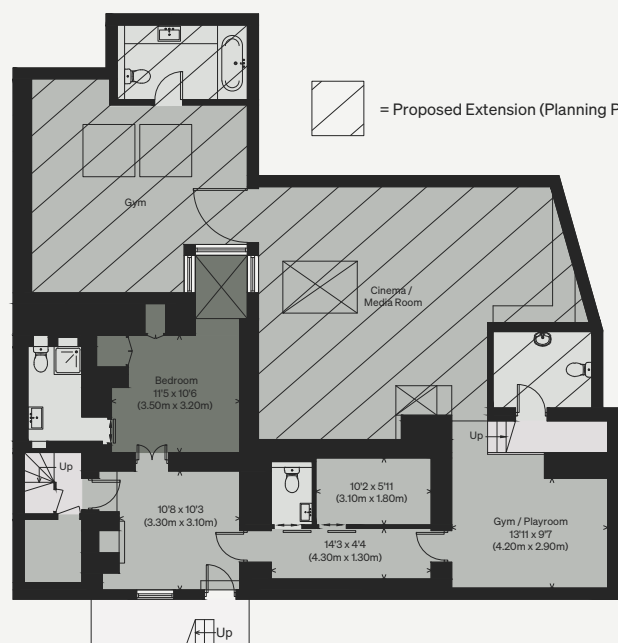 = Proposed Extension (Planning P
Gym
Cinema /
Media Room
Bedroom
11'5 x 10'6
(3.50m x 3.20m)
Up
Up
10'2 x 5'11
(3.10m x 1.80m)
10'8 x 10'3
(3.30m x 3.10m)
Gym / Playroom
13'11 x 9'7
(4.20m x 2.90m)
14'3 x 4'4
(4.30m x 1.30m)
Up